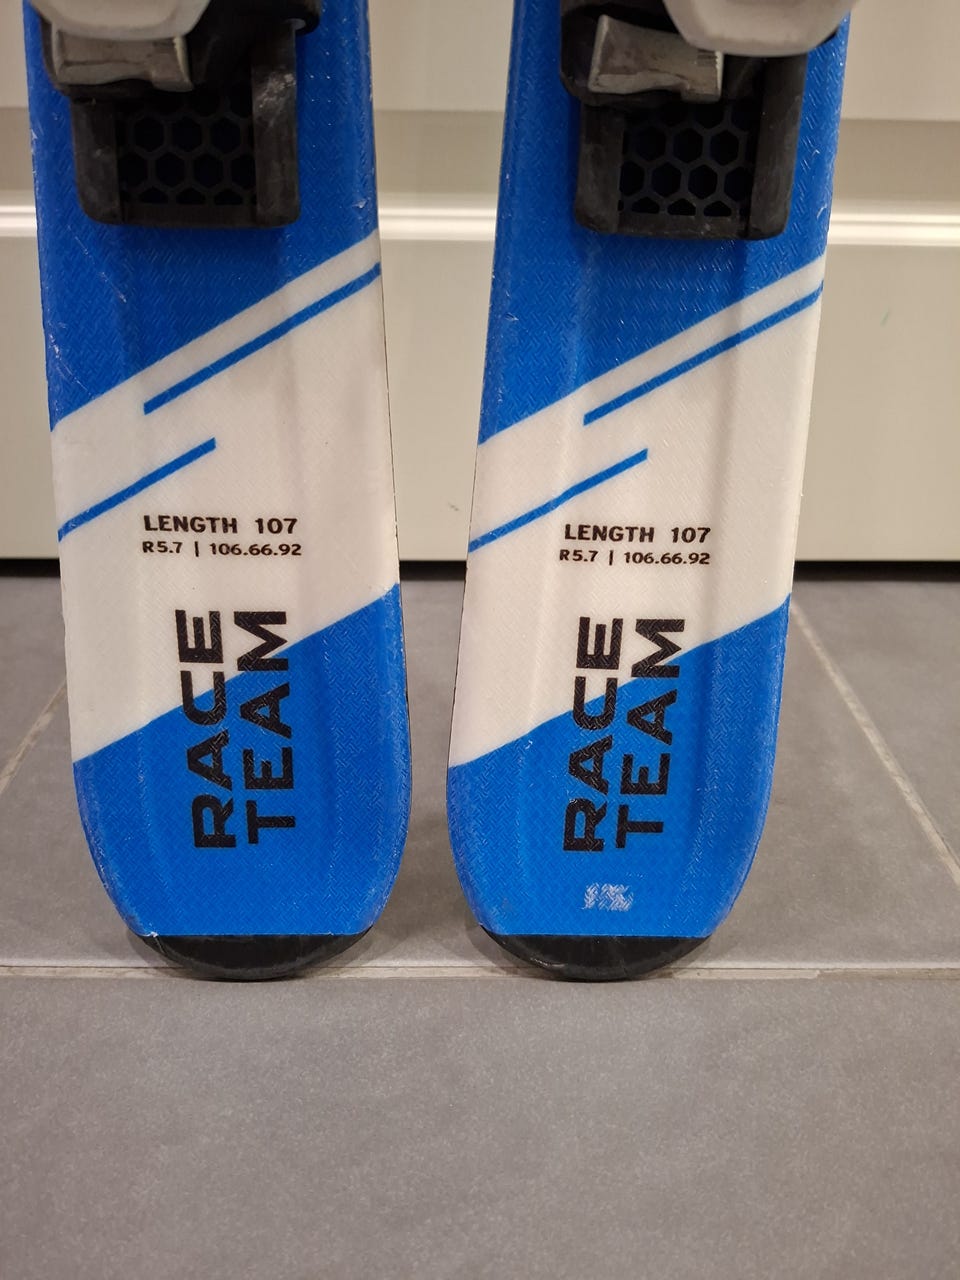 LENGTH 107
R5.7 | 106.66.92
RACE
TEAM
LENGTH 107
R5.7 | 106.66.92
RACE
TEAM